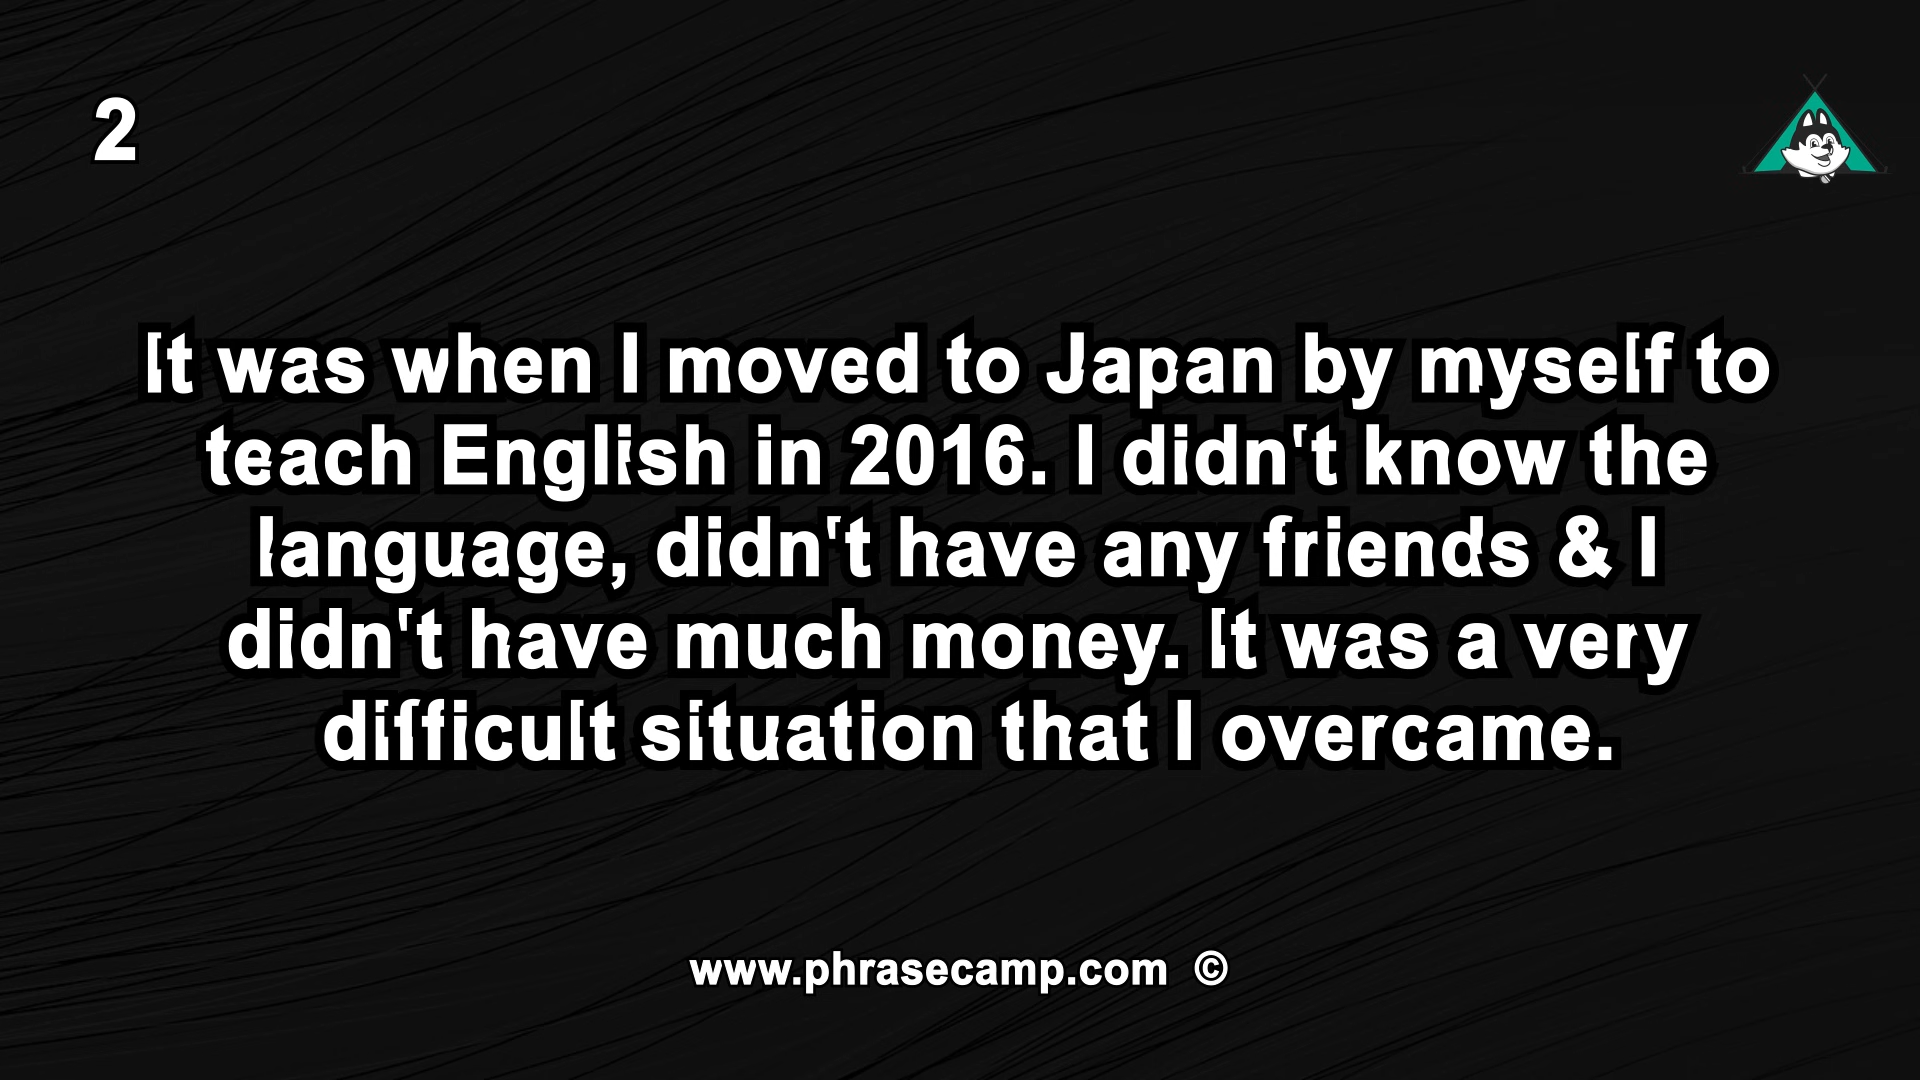 2
It was when I moved to Japan by myself to
teach English in 2016. I didn't know the
language, didn't have any friends & I
didn't have much money. It was a very
difficult situation that I overcame.
www.phrasecamp.com ©